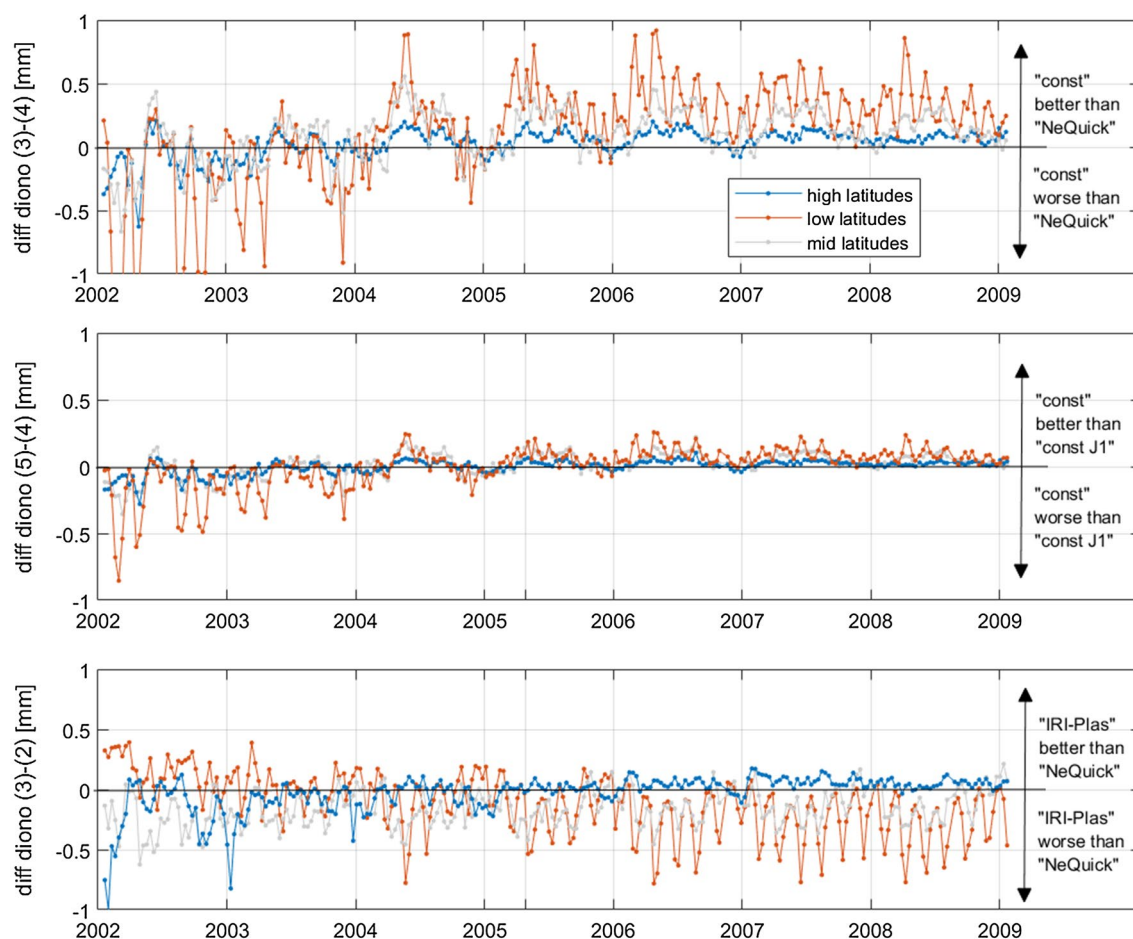 diff diono (3)-(4) [mm]
1
0.5
0
-0.5
-1
2002 2003 2004 2005 2006 2007 2008 2009
high latitudes
low latitudes
mid latitudes
"const"
better than
"NeQuick"
"const"
worse than
"NeQuick"
diff diono (5)-(4) [mm]
1
0.5
0
-0.5
-1
2002 2003 2004 2005 2006 2007 2008 2009
"const"
better than
"const J1"
"const"
worse than
"const J1"
diff diono (3)-(2) [mm]
1
0.5
0
-0.5
-1
2002 2003 2004 2005 2006 2007 2008 2009
"IRI-Plas"
better than
"NeQuick"
"IRI-Plas"
worse than
"NeQuick"